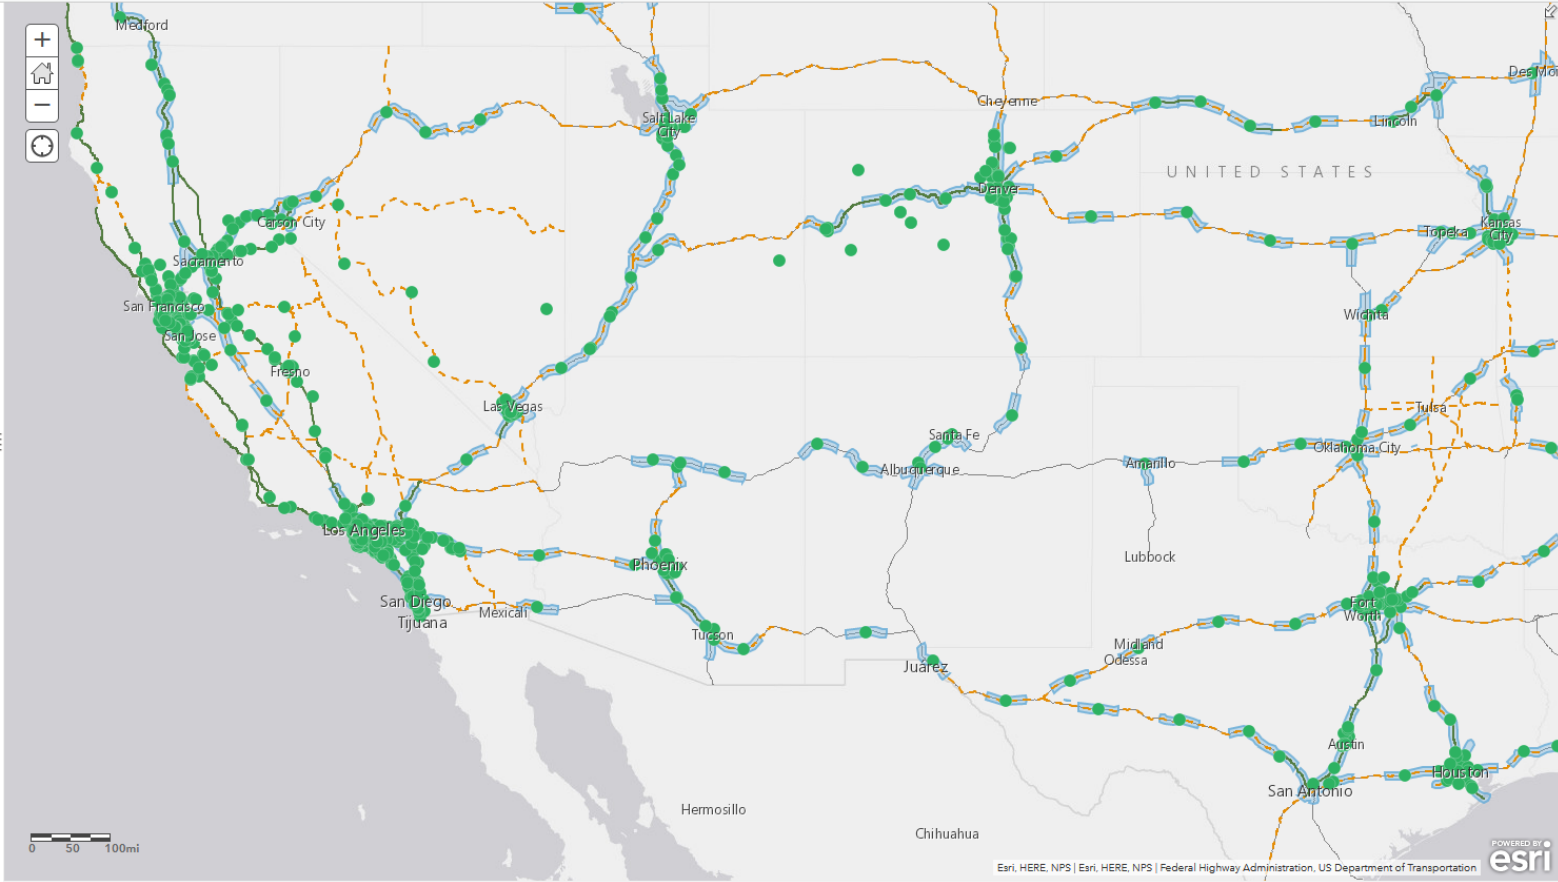 Medford
+
−
Salt Lake
City
Cheyenne
Des Moi
Lincoln
UNITED STATES
Denver
Carson City
Topeka
Kansas
City
Sacramento
San Francisco
San Jose
Wichita
Fresno
Las Vegas
Tulsa
Santa Fe
Oklahoma City
Albuquerque
Amarillo
Los Angeles
Lubbock
Phoenix
San Diego
Mexicali
Tijuana
Fort
Worth
Tucson
Midland
Odessa
Juárez
Austin
Houston
San Antonio
Hermosillo
Chihuahua
0 50 100mi
POWERED BY
esri
Esri, HERE, NPS | Esri, HERE, NPS | Federal Highway Administration, US Department of Transportation